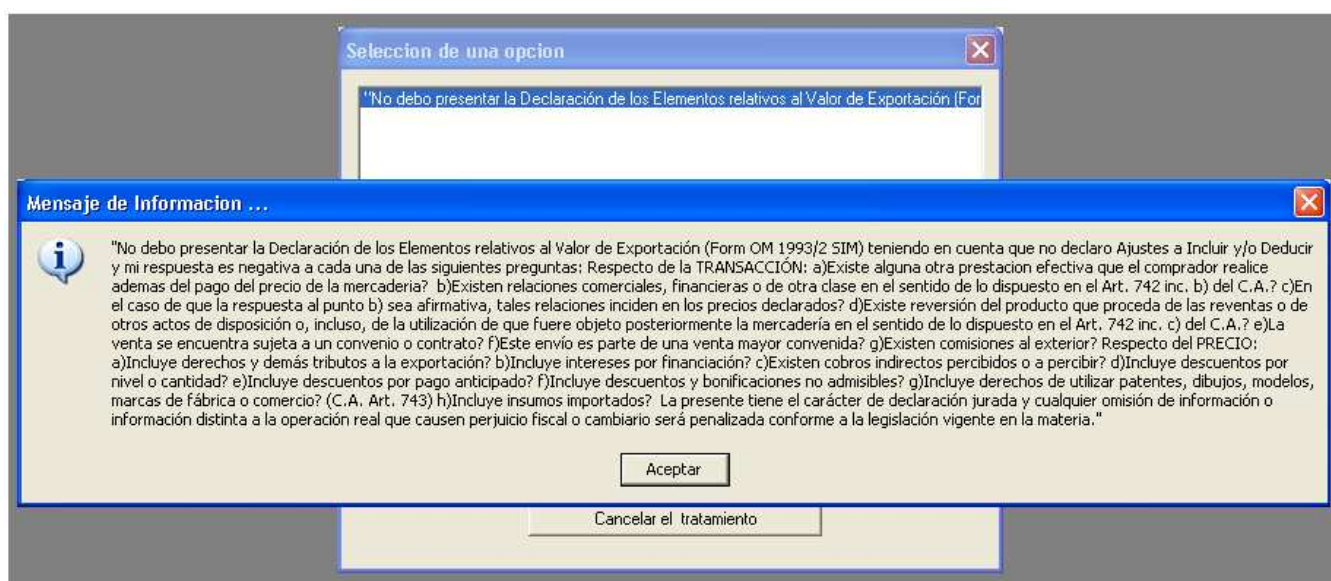 Seleccion de una opcion
"No debo presentar la Declaración de los Elementos relativos al Valor de Exportación (For
Mensaje de Informacion ...
"No debo presentar la Declaración de los Elementos relativos al Valor de Exportación (Form OM 1993/2 SIM) teniendo en cuenta que no declaro Ajustes a Incluir y/o Deducir
y mi respuesta es negativa a cada una de las siguientes preguntas: Respecto de la TRANSACCIÓN: a)Existe alguna otra prestacion efectiva que el comprador realice
ademas del pago del precio de la mercaderia? b)Existen relaciones comerciales, financieras o de otra clase en el sentido de lo dispuesto en el Art. 742 inc. b) del C.A.? c)En
el caso de que la respuesta al punto b) sea afirmativa, tales relaciones inciden en los precios declarados? d)Existe reversión del producto que proceda de las reventas o de
otros actos de disposición o, incluso, de la utilización de que fuere objeto posteriormente la mercadería en el sentido de lo dispuesto en el Art. 742 inc. c) del C.A.? e)La
venta se encuentra sujeta a un convenio o contrato? f)Este envío es parte de una venta mayor convenida? g)Existen comisiones al exterior? Respecto del PRECIO:
a)Incluye derechos y demás tributos a la exportación? b)Incluye intereses por financiación? c)Existen cobros indirectos percibidos o a percibir? d)Incluye descuentos por
nivel o cantidad? e)Incluye descuentos por pago anticipado? f)Incluye descuentos y bonificaciones no admisibles? g)Incluye derechos de utilizar patentes, dibujos, modelos,
marcas de fábrica o comercio? (C.A. Art. 743) h)Incluye insumos importados? La presente tiene el carácter de declaración jurada y cualquier omisión de información o
información distinta a la operación real que causen perjuicio fiscal o cambiario será penalizada conforme a la legislación vigente en la materia."
Aceptar
Cancelar el tratamiento